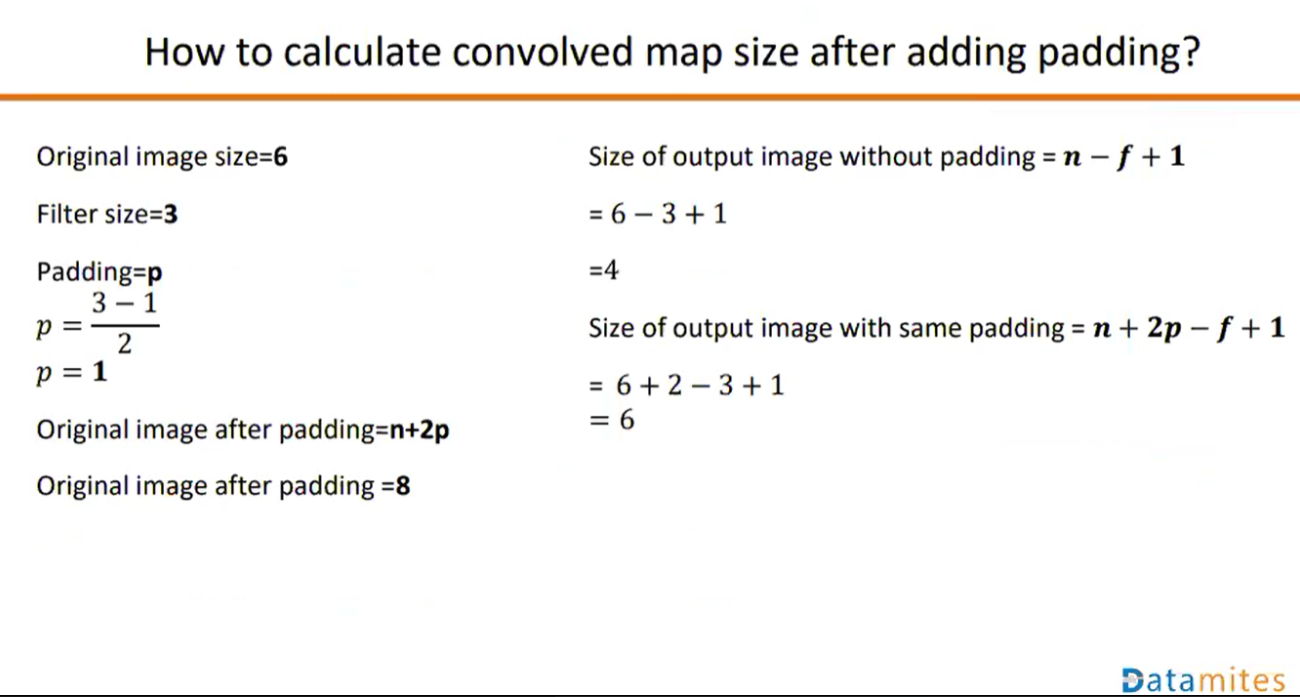 How to calculate convolved map size after adding padding?
Original image size=6
Filter size=3
Padding=p
p = 3 − 1
2
p = 1
Original image after padding=n+2p
Original image after padding =8
Size of output image without padding = n − f + 1
= 6 − 3 + 1
=4
Size of output image with same padding = n + 2p − f + 1
= 6 + 2 − 3 + 1
= 6
Datamites